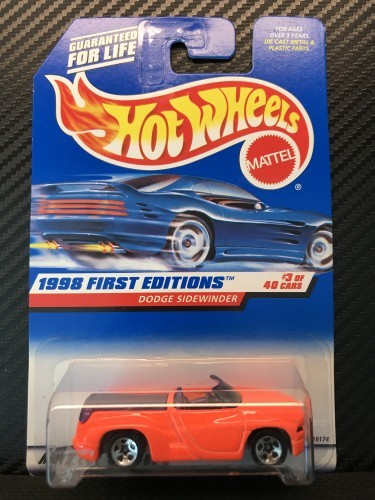 GUARANTEED
FOR LIFE
FOR AGES
OVER 3 YEARS.
DIE CAST METAL &
PLASTIC PARTS.
HOT WHEELS
MATTEL
®
1998 FIRST EDITIONS™
#3 OF
40 CARS
DODGE SIDEWINDER